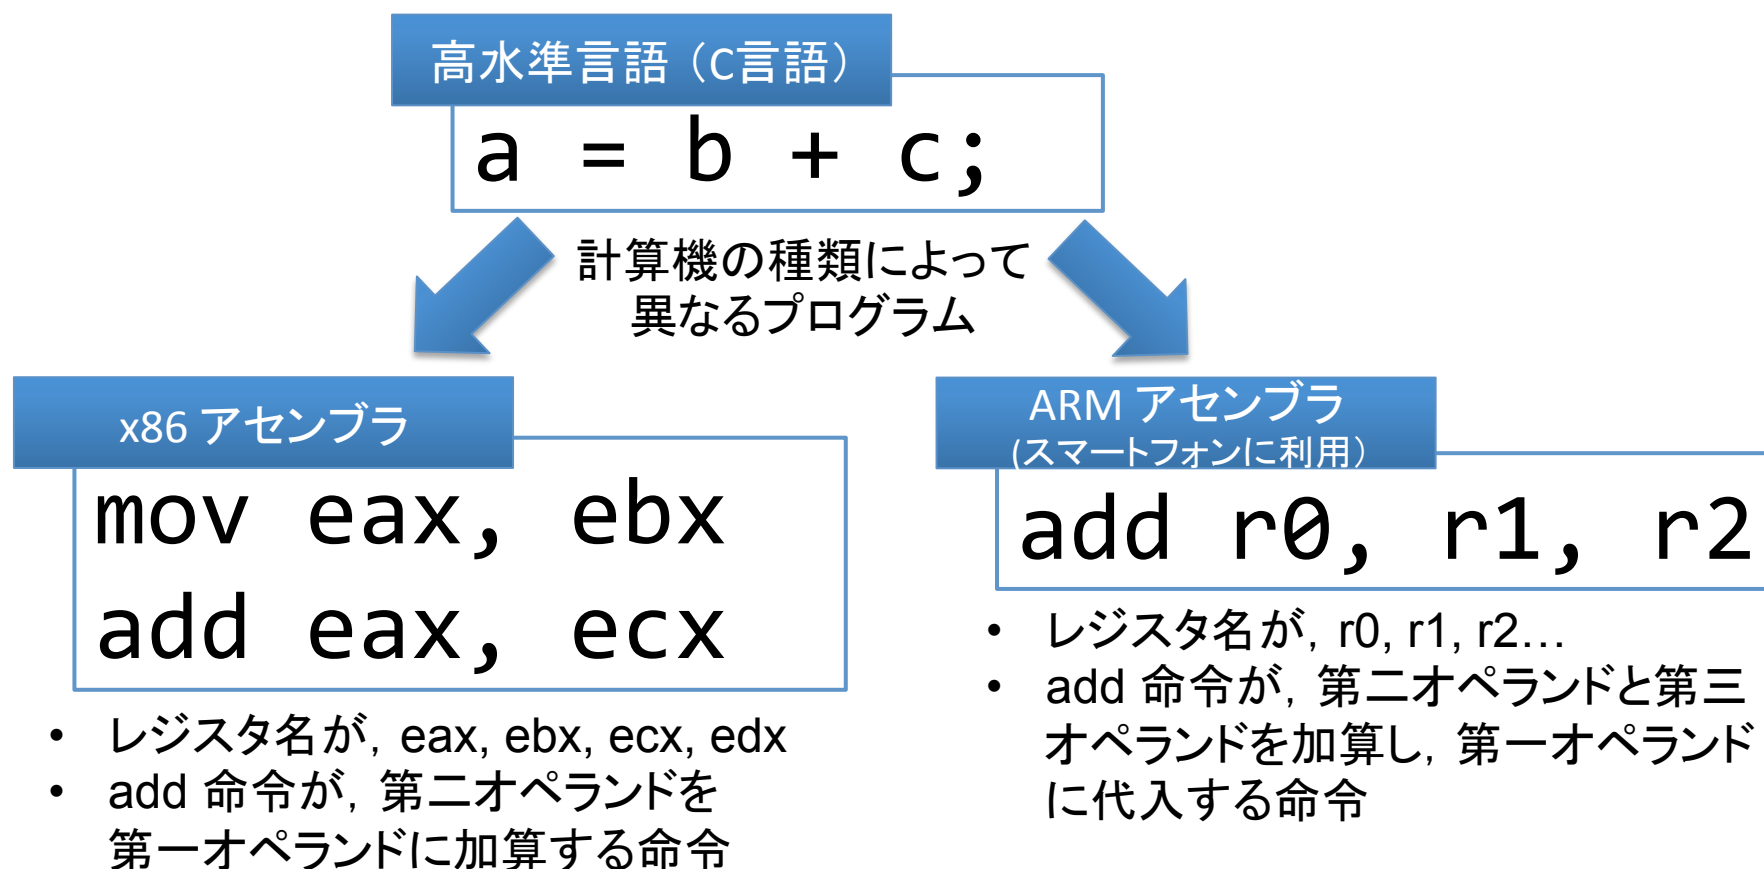 高水準言語（C言語）
a = b + c;
計算機の種類によって
異なるプログラム
x86 アセンブラ
mov eax, ebx
add eax, ecx
• レジスタ名が，eax, ebx, ecx, edx
• add 命令が，第二オペランドを
第一オペランドに加算する命令
ARM アセンブラ
(スマートフォンに利用）
add r0, r1, r2
• レジスタ名が，r0, r1, r2…
• add 命令が，第二オペランドと第三
オペランドを加算し，第一オペランド
に代入する命令